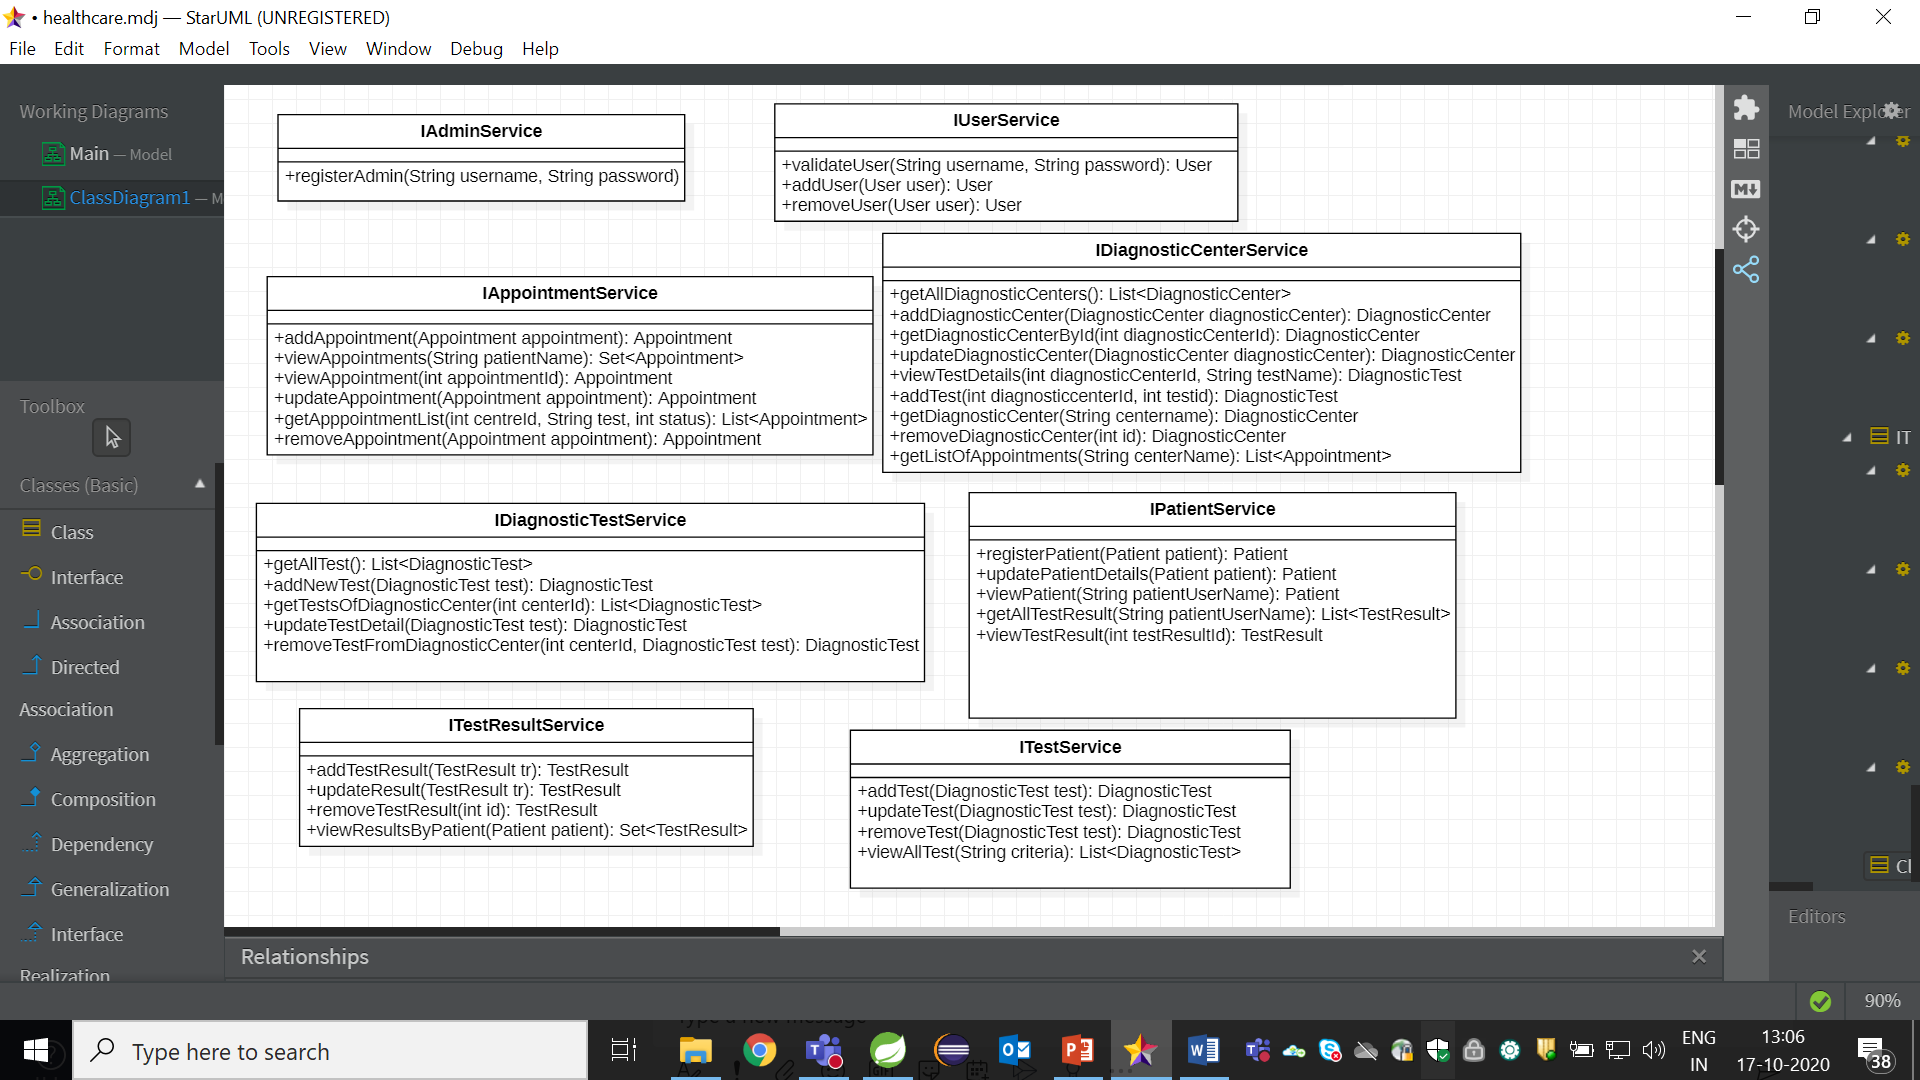 • healthcare.mdj — StarUML (UNREGISTERED)
File Edit Format Model Tools View Window Debug Help
Working Diagrams
Main — Model
ClassDiagram1 — M
Toolbox
Classes (Basic)
Class
Interface
Association
Directed
Association
Aggregation
Composition
Dependency
Generalization
Interface
Realization
IAdminService
+registerAdmin(String username, String password)
IUserService
+validateUser(String username, String password): User
+addUser(User user): User
+removeUser(User user): User
IAppointmentService
+addAppointment(Appointment appointment): Appointment
+viewAppointments(String patientName): Set<Appointment>
+viewAppointment(int appointmentId): Appointment
+updateAppointment(Appointment appointment): Appointment
+getApppointmentList(int centreId, String test, int status): List<Appointment>
+removeAppointment(Appointment appointment): Appointment
IDiagnosticCenterService
+getAllDiagnosticCenters(): List<DiagnosticCenter>
+addDiagnosticCenter(DiagnosticCenter diagnosticCenter): DiagnosticCenter
+getDiagnosticCenterById(int diagnosticCenterId): DiagnosticCenter
+updateDiagnosticCenter(DiagnosticCenter diagnosticCenter): DiagnosticCenter
+viewTestDetails(int diagnosticCenterId, String testName): DiagnosticTest
+addTest(int diagnosticcenterId, int testid): DiagnosticTest
+getDiagnosticCenter(String centername): DiagnosticCenter
+removeDiagnosticCenter(int id): DiagnosticCenter
+getListOfAppointments(String centerName): List<Appointment>
IDiagnosticTestService
+getAllTest(): List<DiagnosticTest>
+addNewTest(DiagnosticTest test): DiagnosticTest
+getTestsOfDiagnosticCenter(int centerId): List<DiagnosticTest>
+updateTestDetail(DiagnosticTest test): DiagnosticTest
+removeTestFromDiagnosticCenter(int centerId, DiagnosticTest test): DiagnosticTest
IPatientService
+registerPatient(Patient patient): Patient
+updatePatientDetails(Patient patient): Patient
+viewPatient(String patientUserName): Patient
+getAllTestResult(String patientUserName): List<TestResult>
+viewTestResult(int testResultId): TestResult
ITestResultService
+addTestResult(TestResult tr): TestResult
+updateResult(TestResult tr): TestResult
+removeTestResult(int id): TestResult
+viewResultsByPatient(Patient patient): Set<TestResult>
ITestService
+addTest(DiagnosticTest test): DiagnosticTest
+updateTest(DiagnosticTest test): DiagnosticTest
+removeTest(DiagnosticTest test): DiagnosticTest
+viewAllTest(String criteria): List<DiagnosticTest>
Relationships
M↓
Model Explorer
IT
Cl
Editors
90%
Type a new message
Type here to search
ENG
IN
13:06
17-10-2020
38